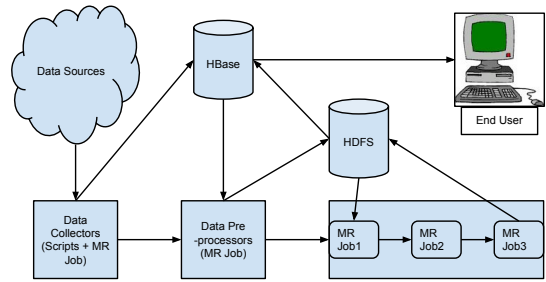 Data Sources
HBase
End User
HDFS
Data
Collectors
(Scripts + MR
Job)
Data Pre
-processors
(MR Job)
MR
Job1
MR
Job2
MR
Job3